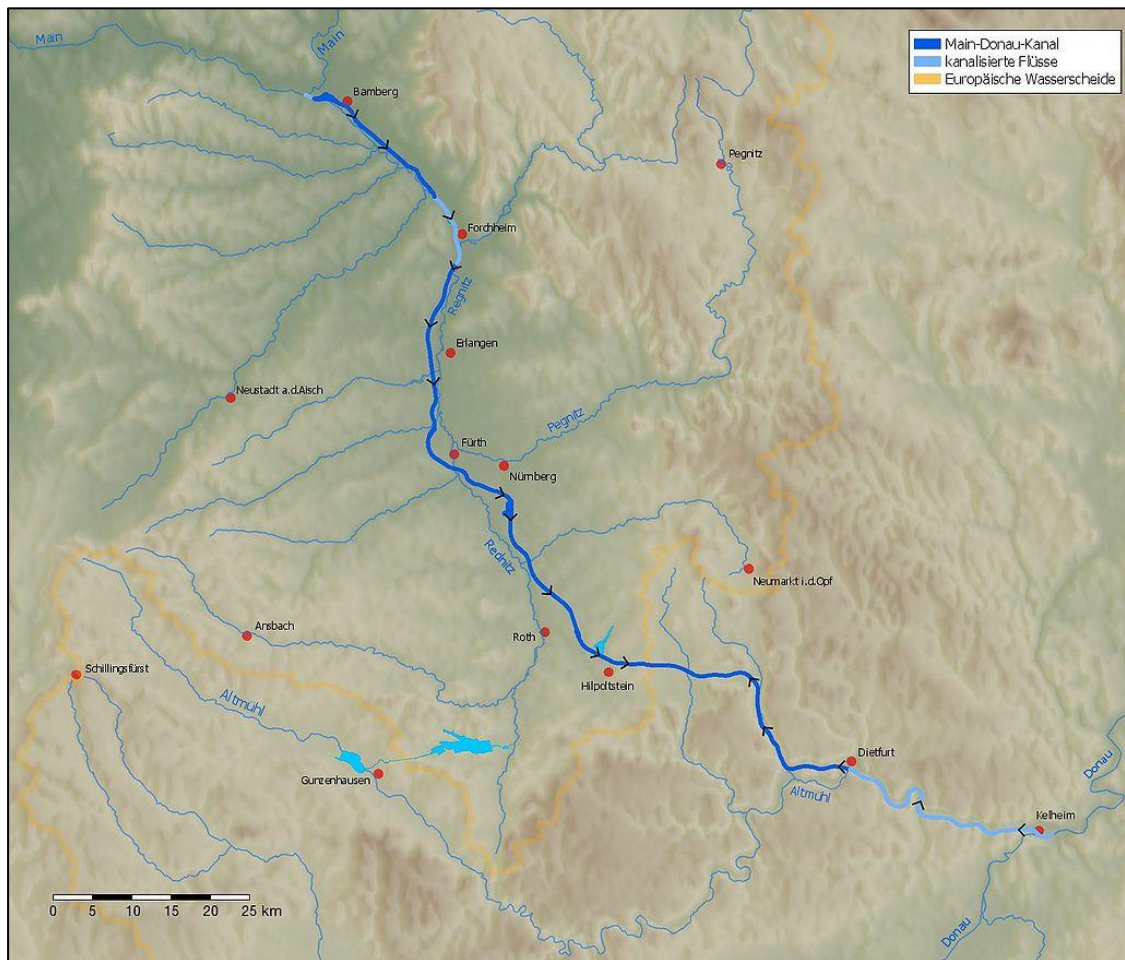 Main
Main
Main-Donau-Kanal
kanalisierte Flüsse
Europäische Wasserscheide
Bamberg
Pegnitz
Forchheim
Regnitz
Erlangen
Neustadt a.d.Aisch
Pegnitz
Fürth
Nürnberg
Rednitz
Neumarkt i.d.Opf
Ansbach
Roth
Schillingsfürst
Hilpoltstein
Altmühl
Gunzenhausen
Dietfurt
Altmühl
Donau
Kelheim
0 5 10 15 20 25 km
Donau